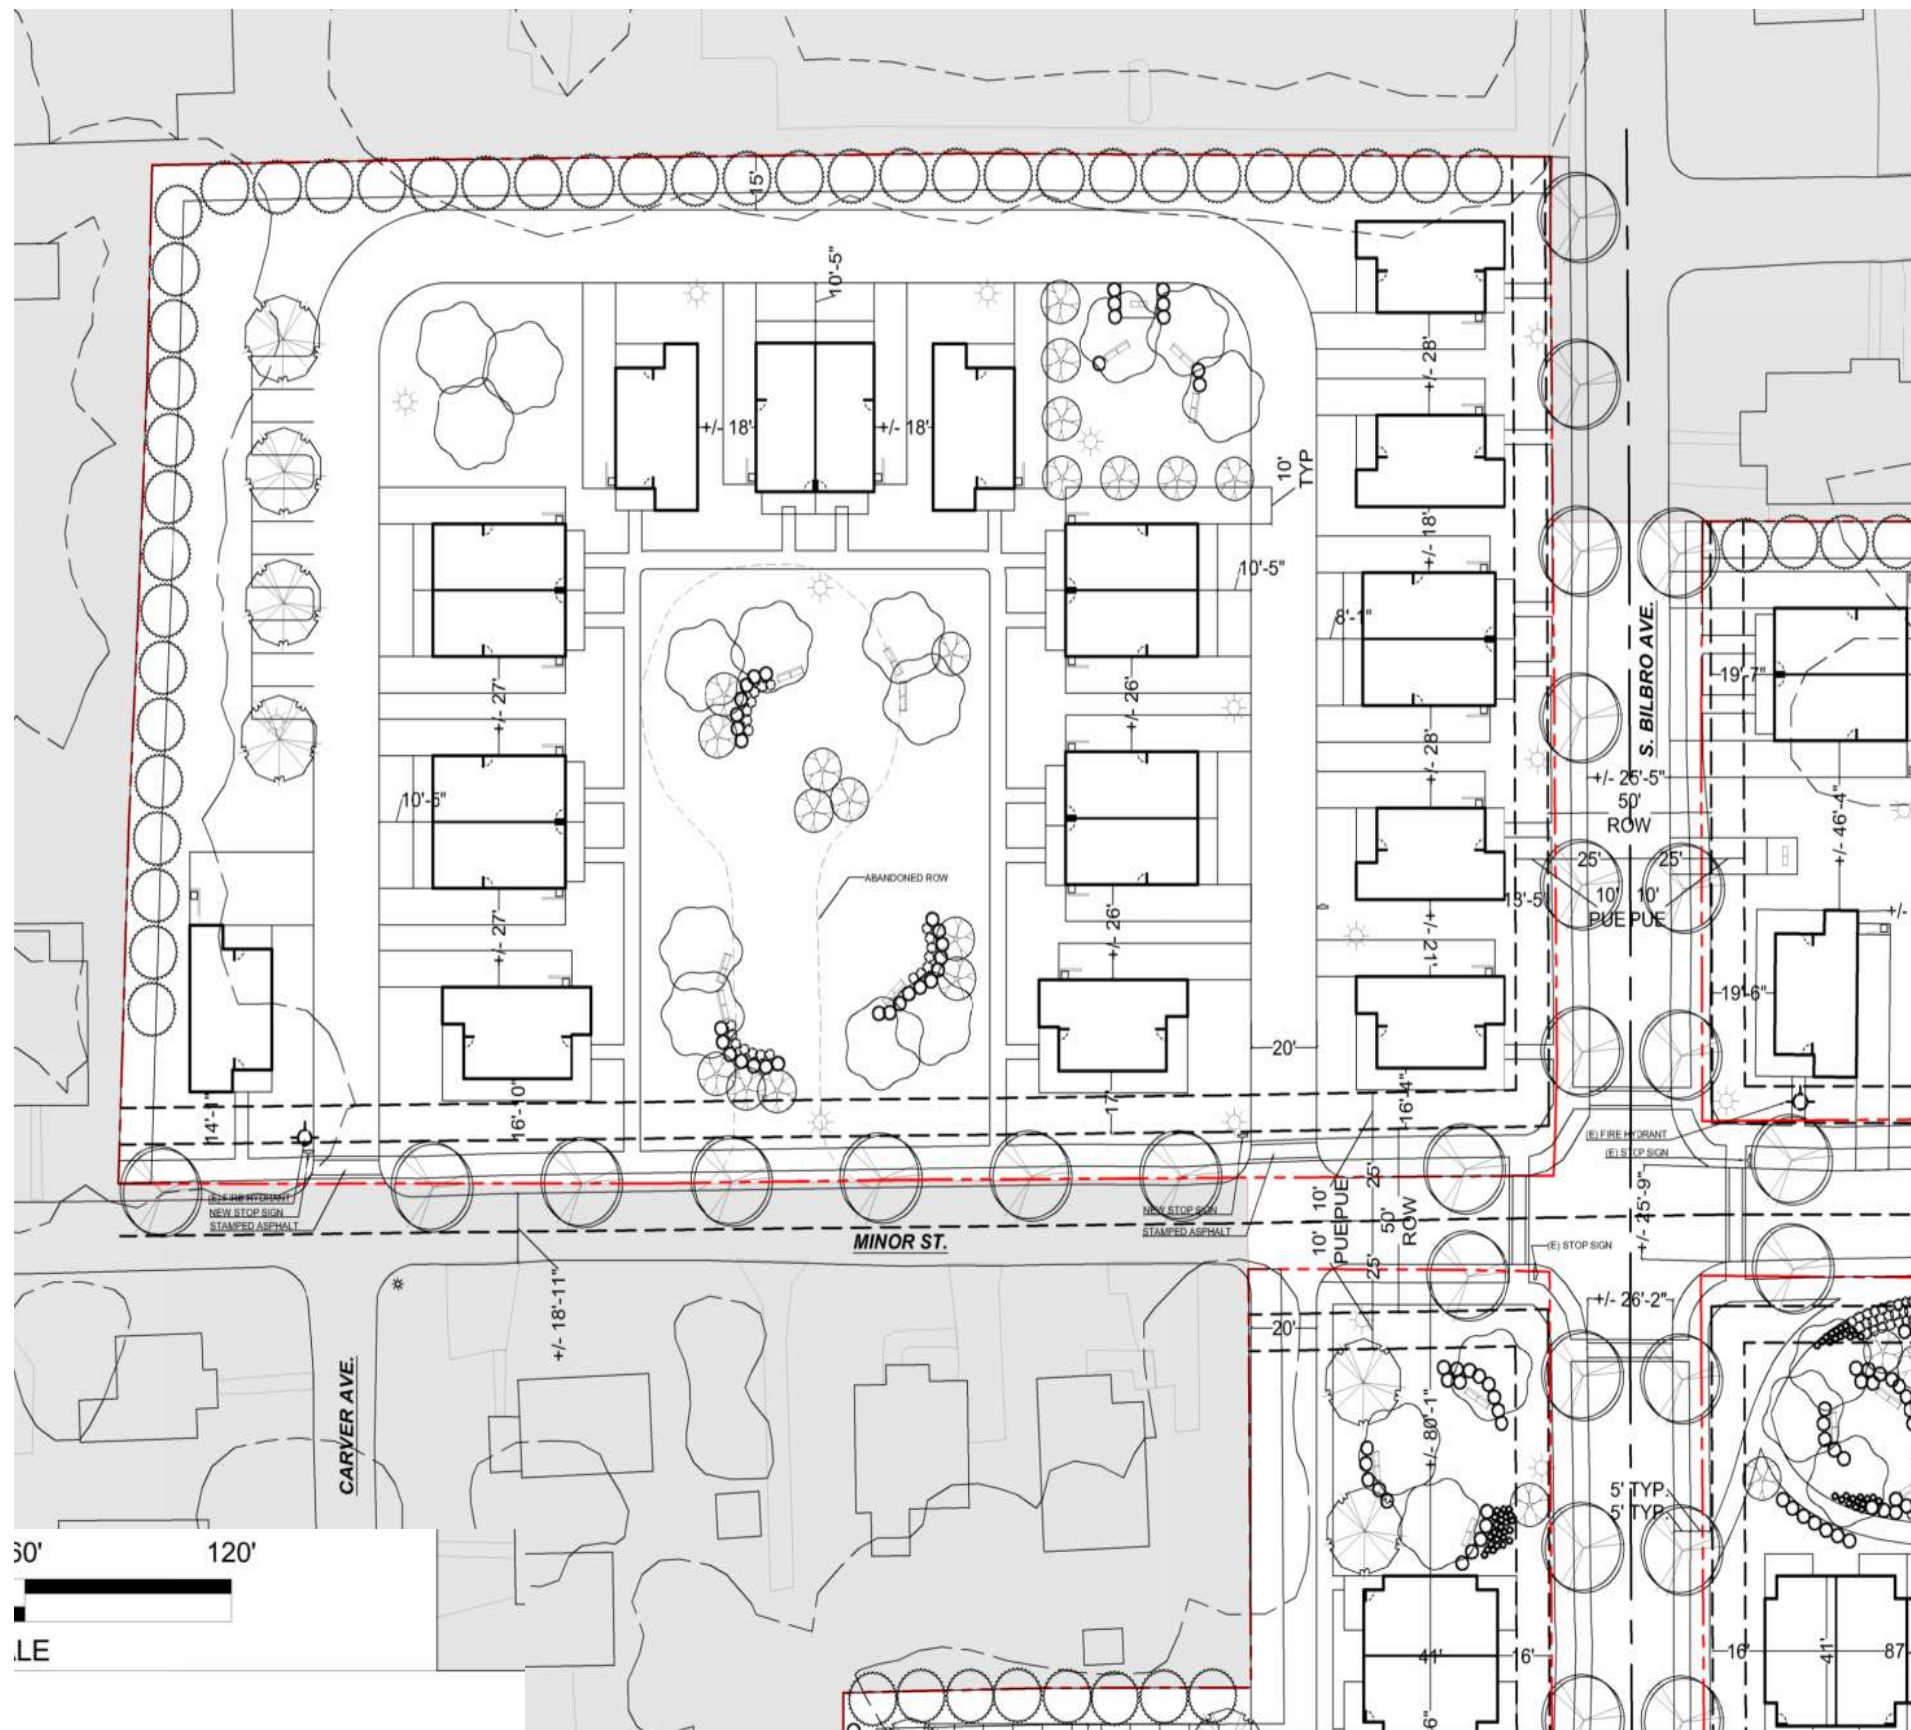 15'
10'-5"
+/- 28'
+/- 18'
+/- 18'
10'
TYP
+/- 18'
10'-5"
8'-1"
S. BILBRO AVE.
19'-7"
+/- 27'
+/- 26'
+/- 28'
+/- 25'-5"
50'
ROW
+/- 46'-4"
10'-5"
25'
25'
ABANDONED ROW
13'-5"
10'
10'
PUE
PUE
+/-
+/- 27'
+/- 26'
+/- 21'
19'-6"
20'
14'-1"
16'-10"
17'
16'-4"
(E) FIRE HYDRANT
(E) STOP SIGN
(E) FIRE HYDRANT
NEW STOP SIGN
STAMPED ASPHALT
NEW STOP SIGN
STAMPED ASPHALT
MINOR ST.
10'
10'
PUE
PUE
25'
50'
ROW
25'
+/- 25'-9"
(E) STOP SIGN
+/- 18'-11"
+/- 26'-2"
20'
CARVER AVE.
+/- 80'-1"
5' TYP.
5' TYP.
120'
LE
41'
16'
16'
41'
87
6"